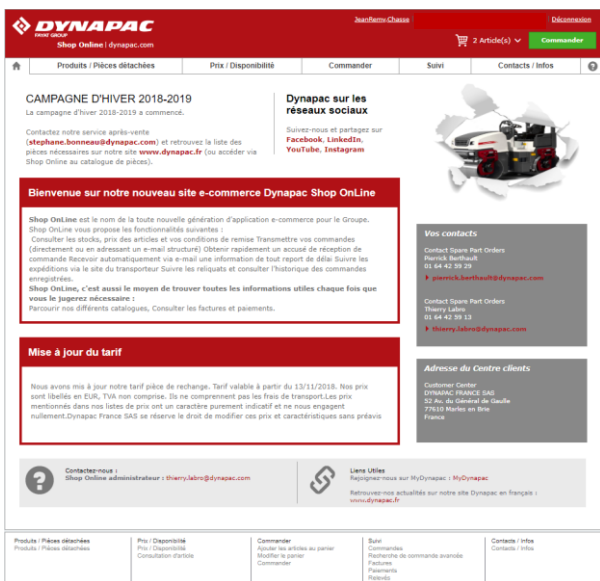 DYNAPAC
FAYAT GROUP
Shop Online | dynapac.com
JeanRemy.Chasse
Déconnexion
2 Article(s)
Commander
Produits / Pièces détachées
Prix / Disponibilité
Commander
Suivi
Contacts / Infos
CAMPAGNE D'HIVER 2018-2019
La campagne d'hiver 2018-2019 a commencé.
Contactez notre service après-vente
(stephane.bonneau@dynapac.com) et retrouvez la liste des
pièces nécessaires sur notre site www.dynapac.fr (ou accéder via
Shop Online au catalogue de pièces).
Dynapac sur les
réseaux sociaux
Suivez-nous et partagez sur
Facebook, LinkedIn,
YouTube, Instagram
Bienvenue sur notre nouveau site e-commerce Dynapac Shop OnLine
Shop OnLine est le nom de la toute nouvelle génération d'application e-commerce pour le Groupe.
Shop OnLine vous propose les fonctionnalités suivantes :
Consulter les stocks, prix des articles et vos conditions de remise Transmettre vos commandes
(directement ou en adressant un e-mail structuré) Obtenir rapidement un accusé de réception de
commande Recevoir automatiquement via e-mail une information de tout report de délai Suivre les
expéditions via le site du transporteur Suivre les reliquats et consulter l'historique des commandes
enregistrées.
Shop OnLine, c'est aussi le moyen de trouver toutes les informations utiles chaque fois que
vous le jugerez nécessaire :
Parcourir nos différents catalogues, Consulter les factures et paiements.
Vos contacts
Contact Spare Part Orders
Pierrick Berthault
01 64 42 59 29
pierrick.berthault@dynapac.com
Contact Spare Part Orders
Thierry Labro
01 64 42 59 13
thierry.labro@dynapac.com
Mise à jour du tarif
Nous avons mis à jour notre tarif pièce de rechange. Tarif valable à partir du 13/11/2018. Nos prix
sont libellés en EUR, TVA non comprise. Ils ne comprennent pas les frais de transport.Les prix
mentionnés dans nos listes de prix ont un caractère purement indicatif et ne nous engagent
nullement.Dynapac France SAS se réserve le droit de modifier ces prix et caractéristiques sans préavis
Adresse du Centre clients
Customer Center
DYNAPAC FRANCE SAS
52 Av. du Général de Gaulle
77610 Marles en Brie
France
Contactez-nous :
Shop Online administrateur : thierry.labro@dynapac.com
Liens Utiles
Rejoignez-nous sur MyDynapac : MyDynapac
Retrouvez-nos actualités sur notre site Dynapac en français :
www.dynapac.fr
Produits / Pièces détachées
Produits / Pièces détachées
Prix / Disponibilité
Prix / Disponibilité
Consultation d'article
Commander
Ajouter les articles au panier
Modifier le panier
Commander
Suivi
Commandes
Recherche de commande avancée
Factures
Paiements
Relevés
Contacts / Infos
Contacts / Infos